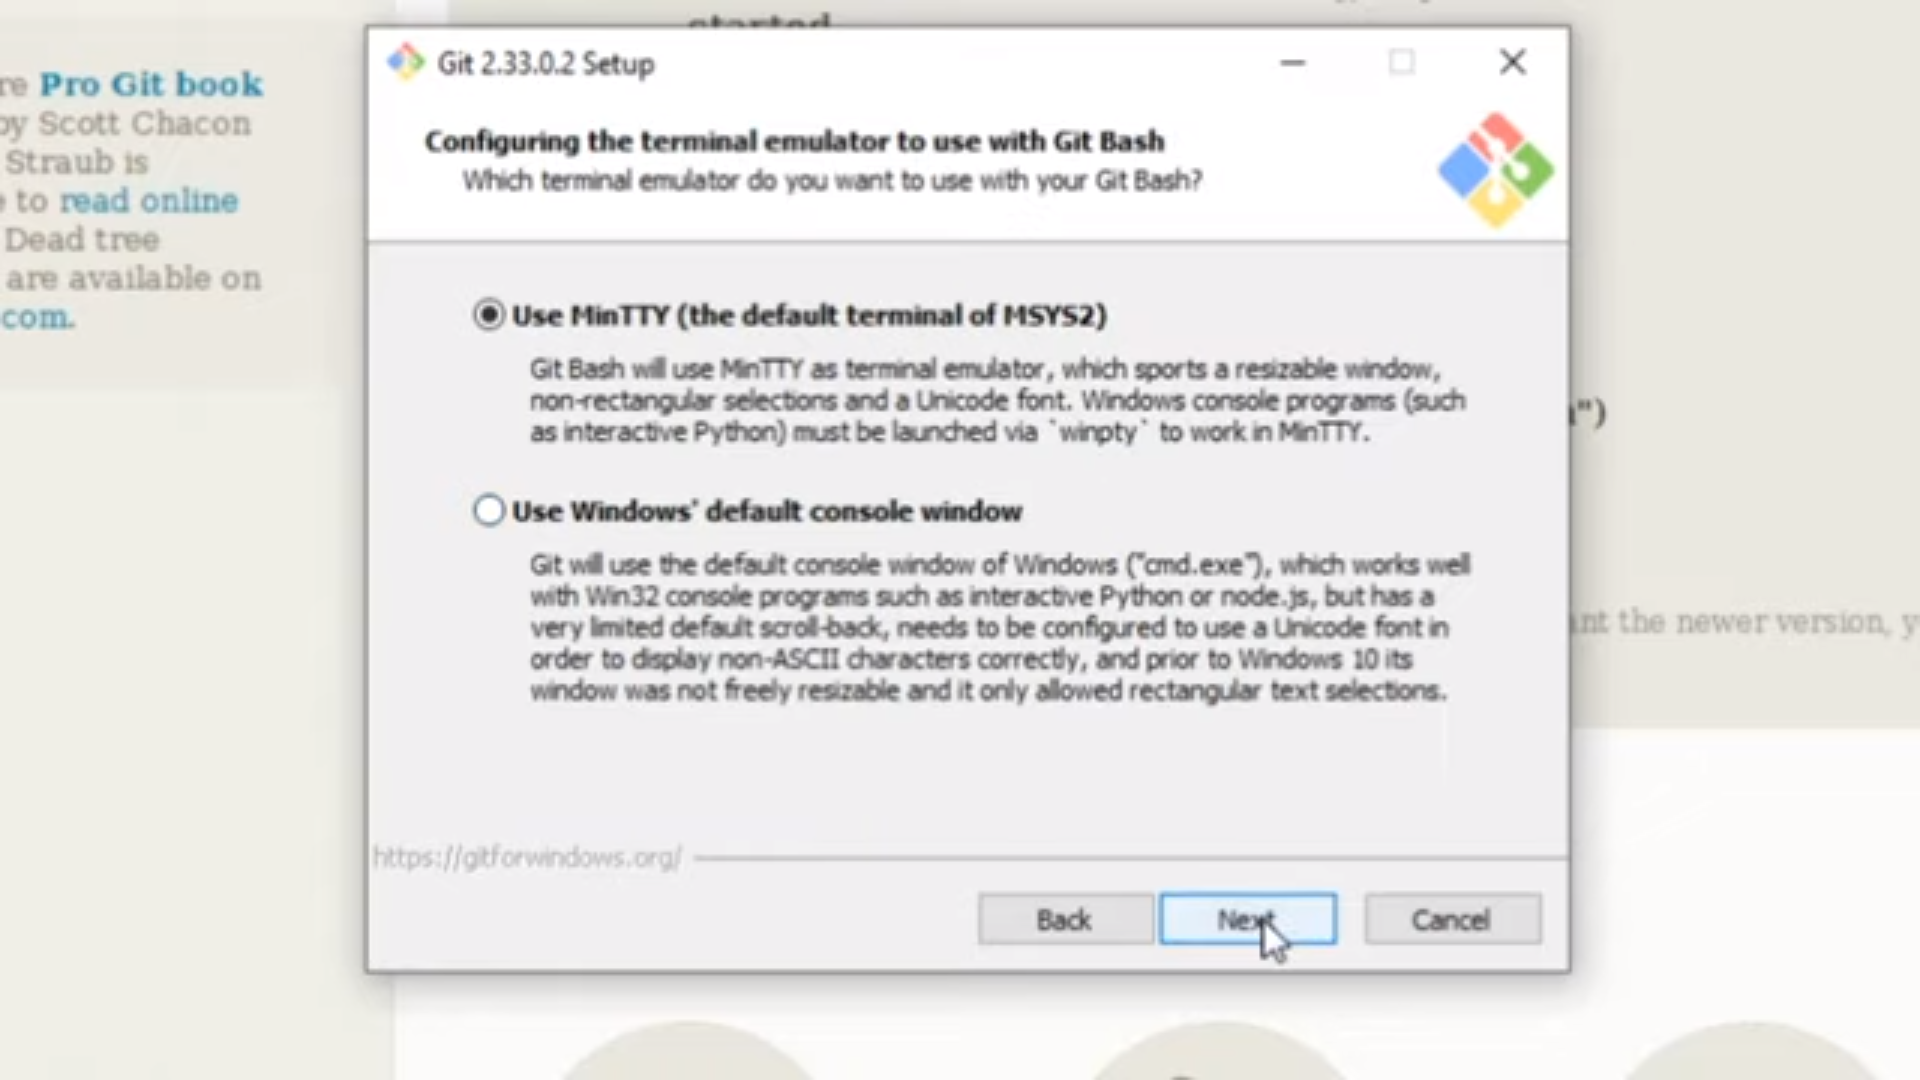 started
re Pro Git book
by Scott Chacon
Straub is
e to read online
Dead tree
are available on
com.
Git 2.33.0.2 Setup
Configuring the terminal emulator to use with Git Bash
Which terminal emulator do you want to use with your Git Bash?
Use MinTTY (the default terminal of MSYS2)
Git Bash will use MinTTY as terminal emulator, which sports a resizable window,
non-rectangular selections and a Unicode font. Windows console programs (such
as interactive Python) must be launched via `winpty` to work in MinTTY.
Use Windows' default console window
Git will use the default console window of Windows ("cmd.exe"), which works well
with Win32 console programs such as interactive Python or node.js, but has a
very limited default scroll-back, needs to be configured to use a Unicode font in
order to display non-ASCII characters correctly, and prior to Windows 10 its
window was not freely resizable and it only allowed rectangular text selections.
https://gitforwindows.org/
Back Next Cancel
")
ant the newer version, y